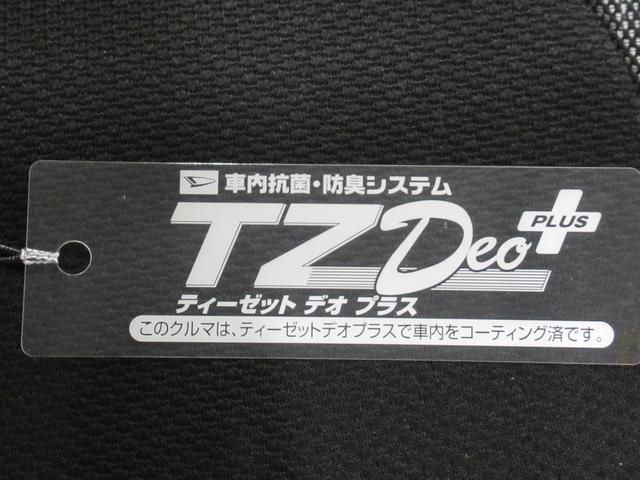 車内抗菌・防臭システム
TZ Deo PLUS
ティーゼット デオ プラス
このクルマは、ティーゼットデオプラスで車内をコーティング済です。